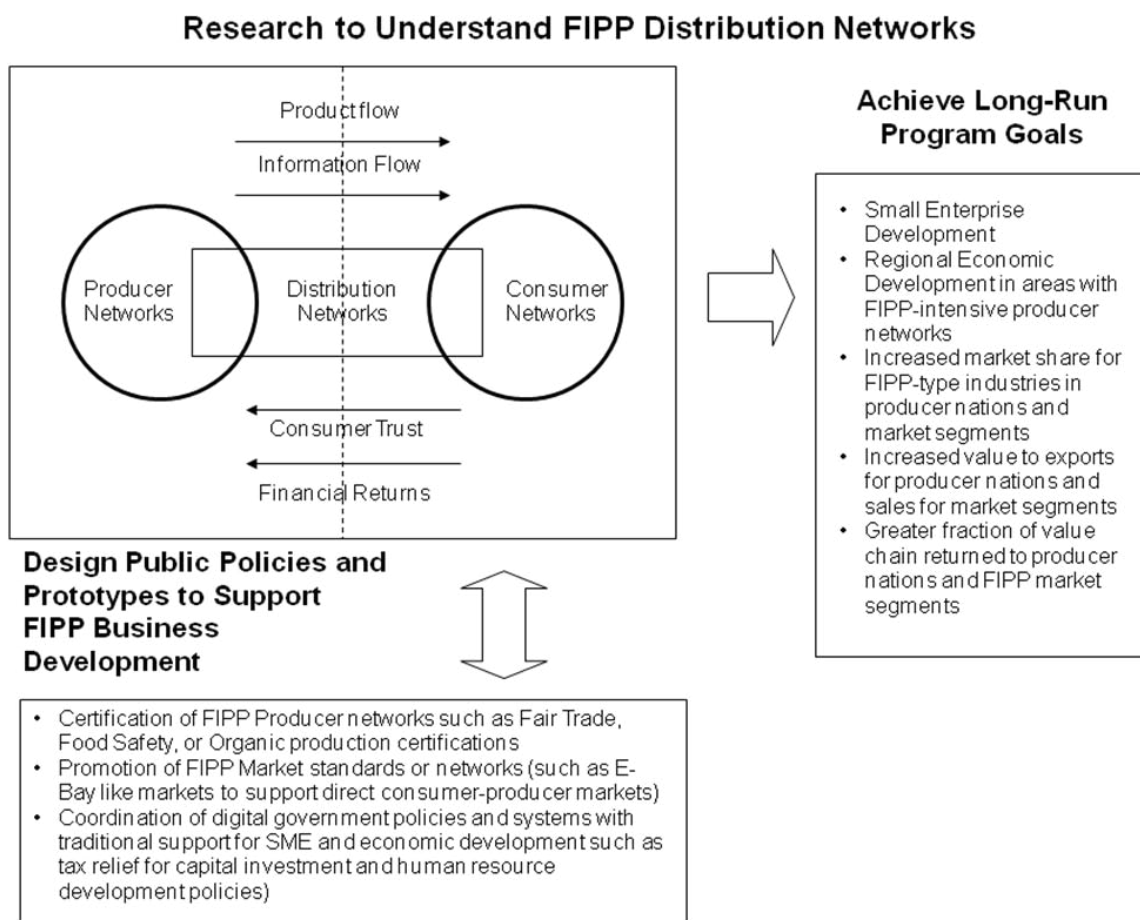 Research to Understand FIPP Distribution Networks
Product flow
Information Flow
Producer
Networks
Distribution
Networks
Consumer
Networks
Consumer Trust
Financial Returns
Achieve Long-Run
Program Goals
• Small Enterprise
Development
• Regional Economic
Development in areas with
FIPP-intensive producer
networks
• Increased market share for
FIPP-type industries in
producer nations and
market segments
• Increased value to exports
for producer nations and
sales for market segments
• Greater fraction of value
chain returned to producer
nations and FIPP market
segments
Design Public Policies and
Prototypes to Support
FIPP Business
Development
• Certification of FIPP Producer networks such as Fair Trade,
Food Safety, or Organic production certifications
• Promotion of FIPP Market standards or networks (such as E-
Bay like markets to support direct consumer-producer markets)
• Coordination of digital government policies and systems with
traditional support for SME and economic development such as
tax relief for capital investment and human resource
development policies)